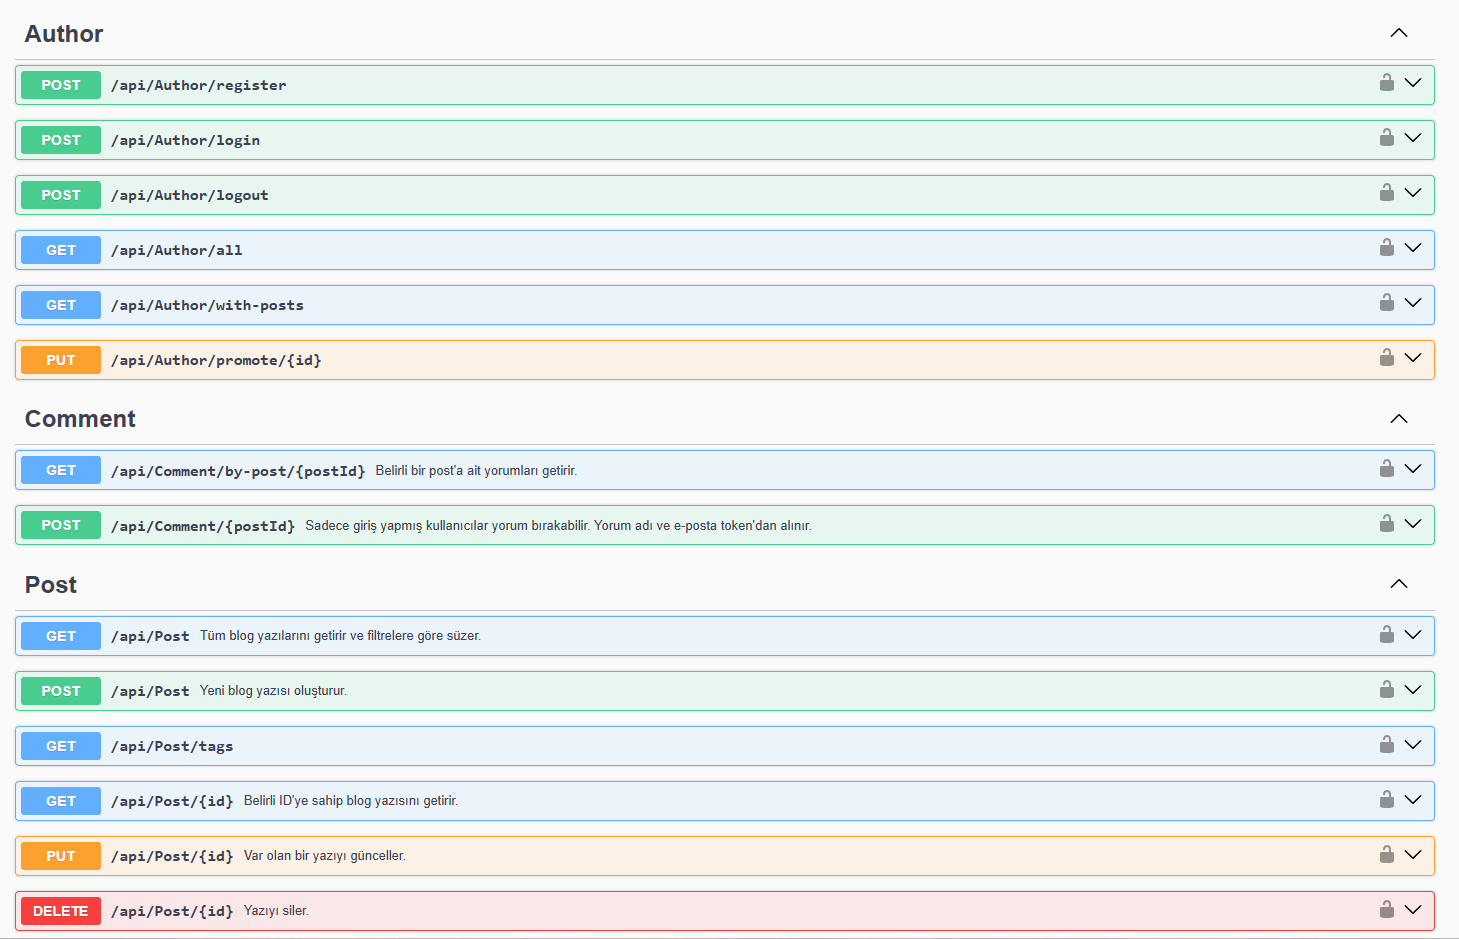 Author
POST /api/Author/register
POST /api/Author/login
POST /api/Author/logout
GET /api/Author/all
GET /api/Author/with-posts
PUT /api/Author/promote/{id}
Comment
GET /api/Comment/by-post/{postId} Belirli bir post'a ait yorumları getirir.
POST /api/Comment/{postId} Sadece giriş yapmış kullanıcılar yorum bırakabilir. Yorum adı ve e-posta token'dan alınır.
Post
GET /api/Post Tüm blog yazılarını getirir ve filtrelere göre süzer.
POST /api/Post Yeni blog yazısı oluşturur.
GET /api/Post/tags
GET /api/Post/{id} Belirli ID'ye sahip blog yazısını getirir.
PUT /api/Post/{id} Var olan bir yazıyı günceller.
DELETE /api/Post/{id} Yazıyı siler.